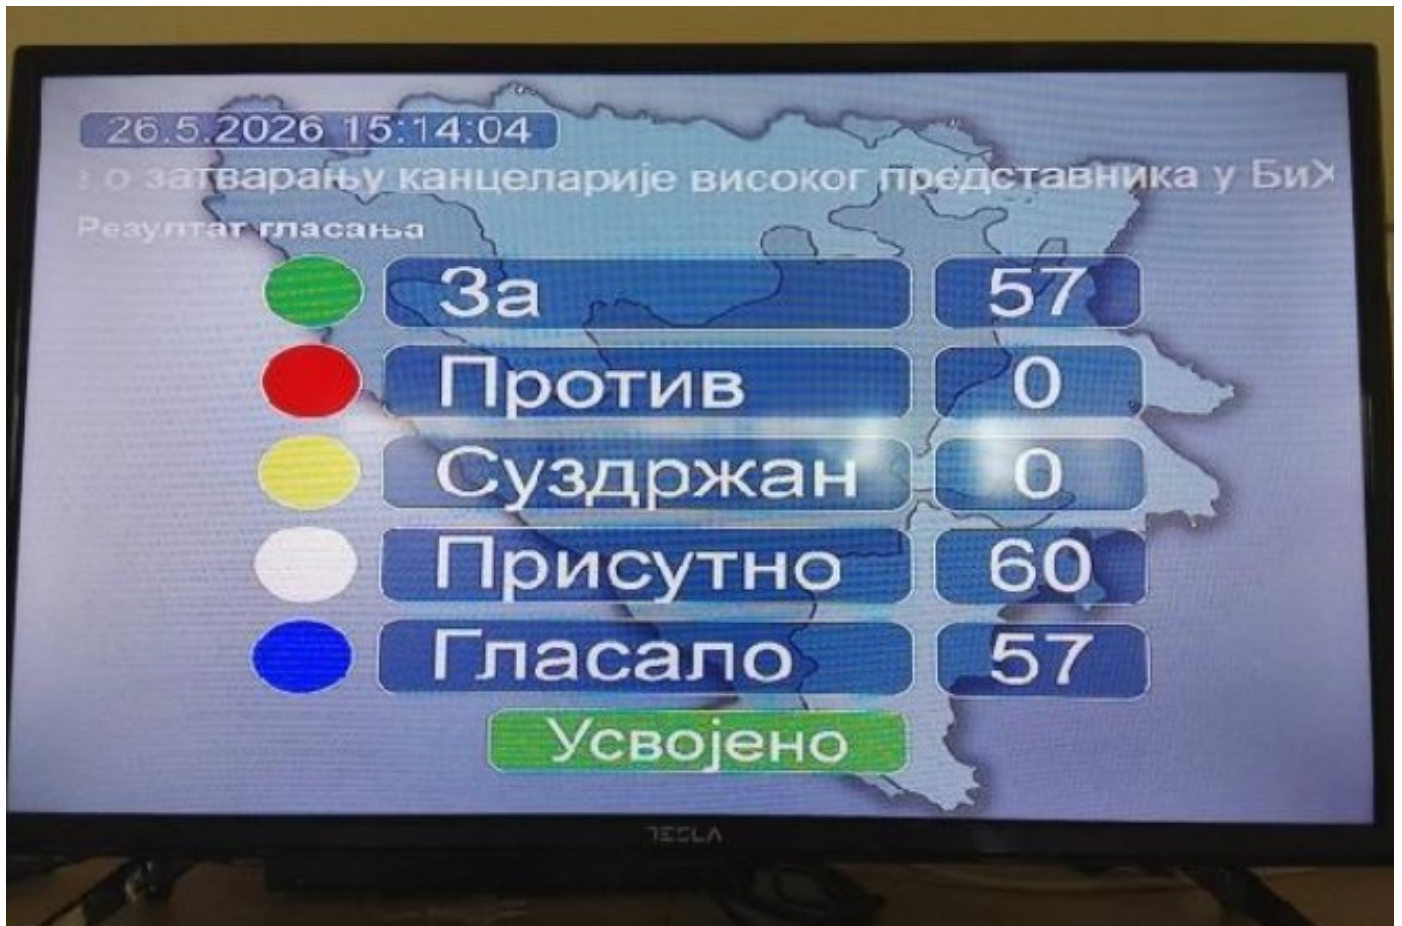 26.5.2026 15:14:04
о затварању канцеларије високог представника у БиХ
Резултат гласања
За 57
Против 0
Суздржан 0
Присутно 60
Гласало 57
Усвојено
TESLA